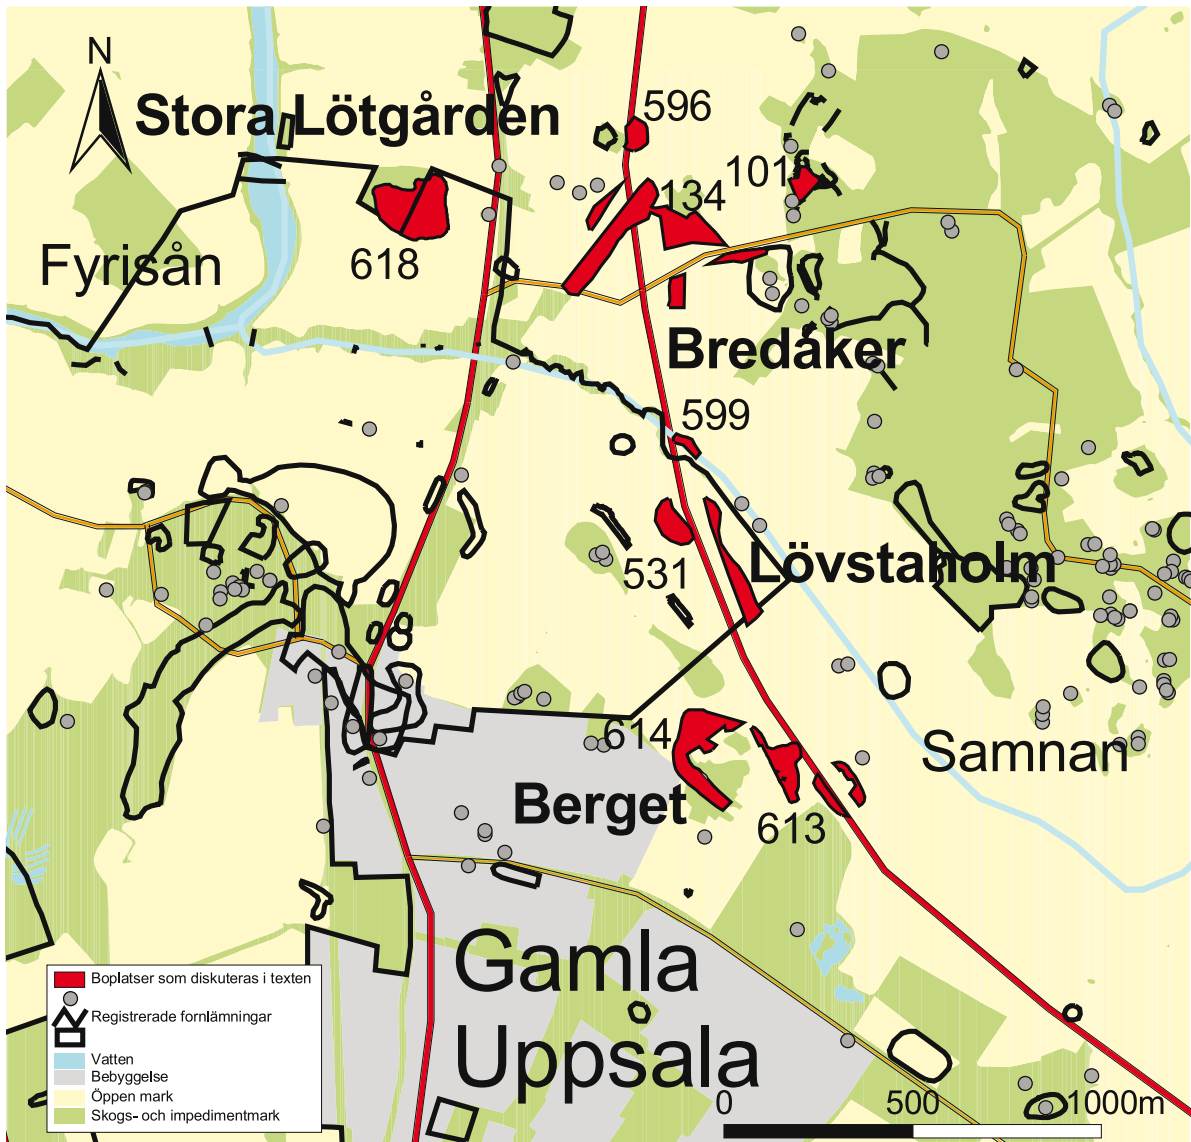 N
Stora Lötgården
596
101
134
Fyrisån
618
Bredåker
599
531
Lövstaholm
614
Samnan
Berget
613
Gamla
Uppsala
Boplatser som diskuteras i texten
Registrerade fornlämningar
Vatten
Bebyggelse
Öppen mark
Skogs- och impedimentmark
0 500 1000m